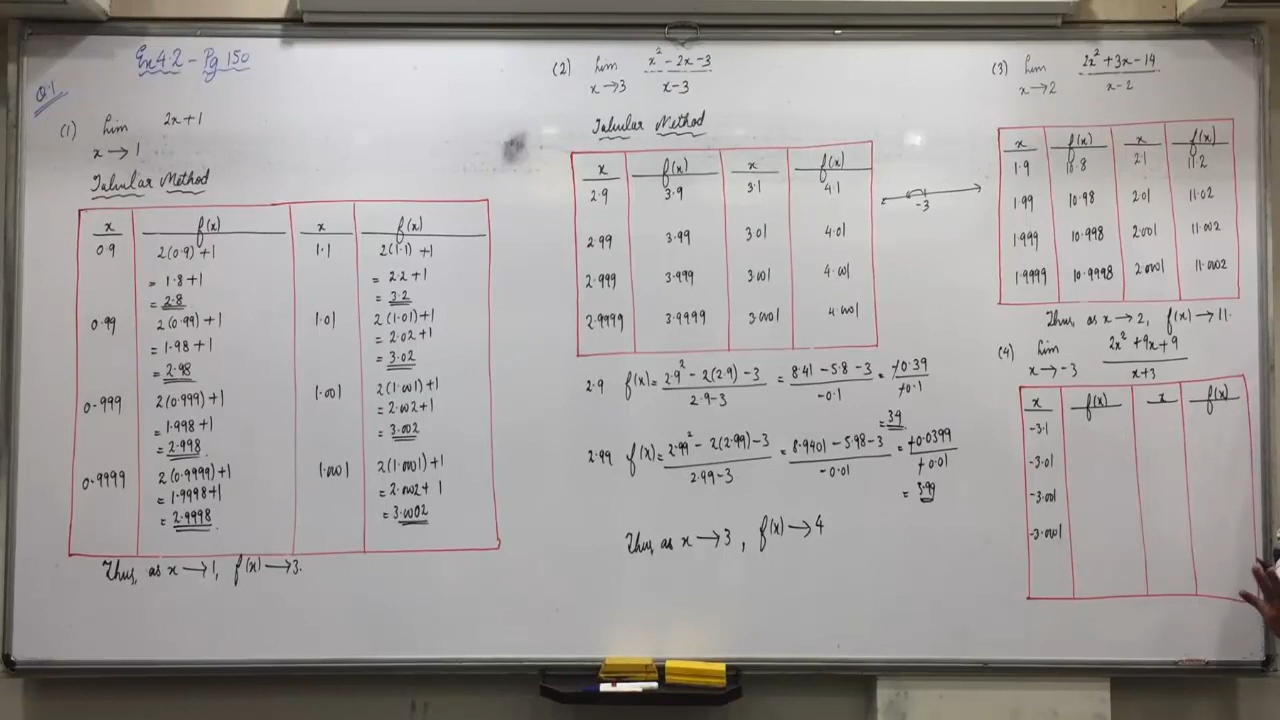 Ex 4.2 - Pg 150
Q.1
(1) Lim x→1 2x+1
Tabular Method
x f(x) x f(x)
0.9 2(0.9)+1 1.1 2(1.1)+1
= 1.8+1 = 2.2+1
= 2.8 = 3.2
0.99 2(0.99)+1 1.01 2(1.01)+1
= 1.98+1 = 2.02+1
= 2.98 = 3.02
0.999 2(0.999)+1 1.001 2(1.001)+1
= 1.998+1 = 2.002+1
= 2.998 = 3.002
0.9999 2(0.9999)+1 1.0001 2(1.0001)+1
= 1.9998+1 = 2.002+1
= 2.9998 = 3.0002
Thus, as x→1, f(x)→3.
(2) Lim x→3 x²-2x-3 / x-3
Tabular Method
x f(x) x f(x)
2.9 3.9 3.1 4.1
2.99 3.99 3.01 4.01
2.999 3.999 3.001 4.001
2.9999 3.9999 3.0001 4.0001
-3
2.9 f(x) = 2.9² - 2(2.9) - 3 / 2.9-3 = 8.41 - 5.8 - 3 / -0.1 = -0.39 / -0.1
= 39
2.99 f(x) = 2.99² - 2(2.99) - 3 / 2.99-3 = 8.9401 - 5.98 - 3 / -0.01 = -0.0399 / -0.01
= 3.99
Thus, as x→3, f(x)→4
(3) Lim x→2 2x²+3x-14 / x-2
x f(x) x f(x)
1.9 10.8 2.1 11.2
1.99 10.98 2.01 11.02
1.999 10.998 2.001 11.002
1.9999 10.9998 2.0001 11.0002
Thus, as x→2, f(x)→11.
(4) Lim x→-3 2x²+9x+9 / x+3
x f(x) x f(x)
-3.1
-3.01
-3.001
-3.0001